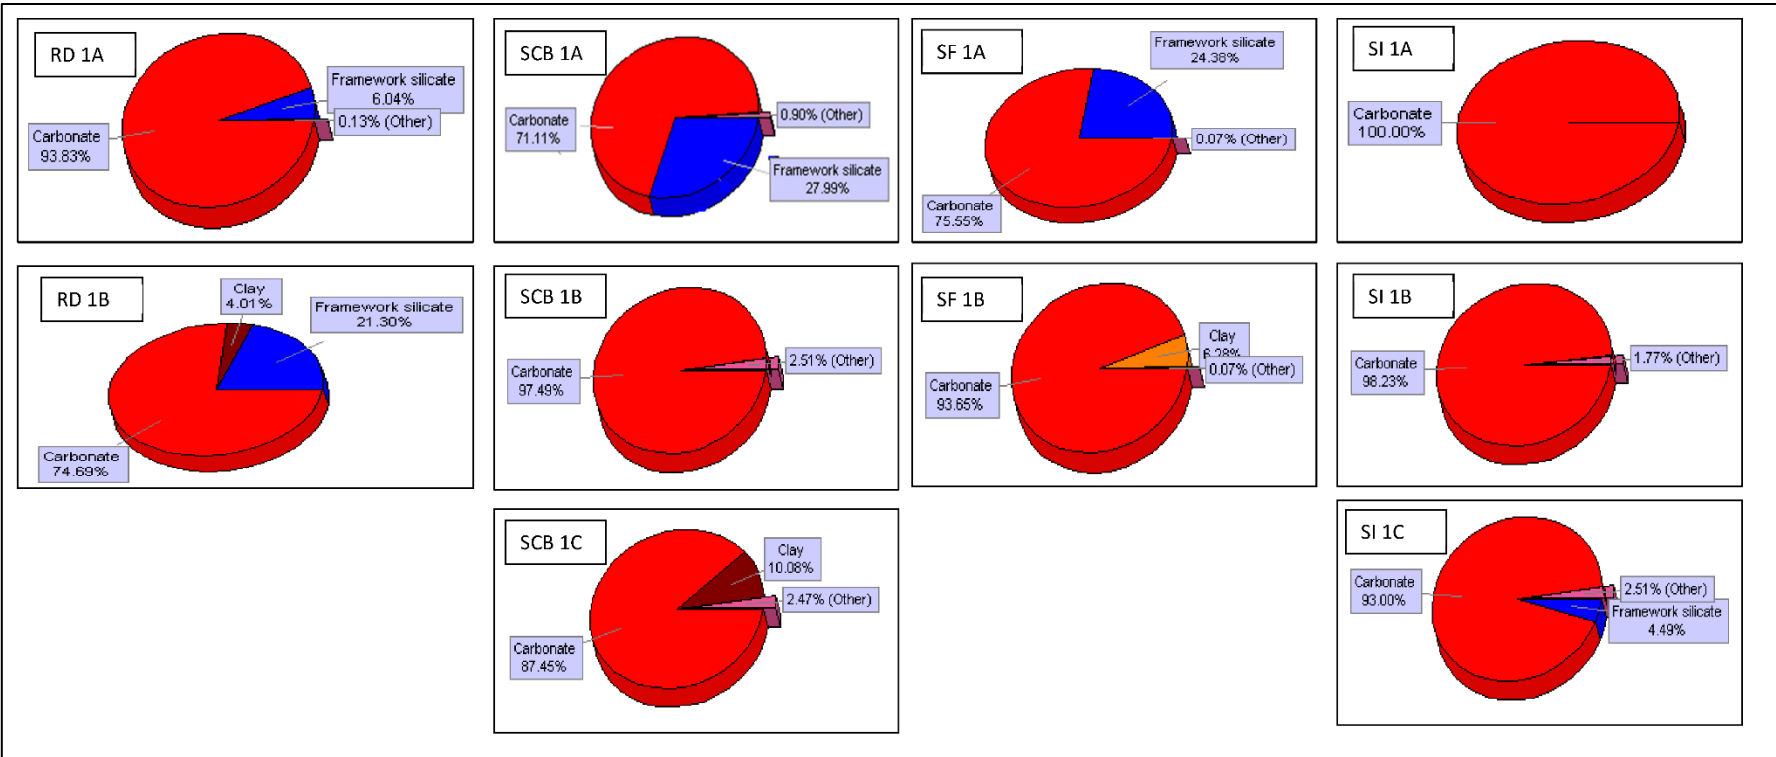 RD 1A
Framework silicate
6.04%
0.13% (Other)
Carbonate
93.83%
SCB 1A
0.90% (Other)
Carbonate
71.11%
Framework silicate
27.99%
SF 1A
Framework silicate
24.38%
0.07% (Other)
Carbonate
75.55%
SI 1A
Carbonate
100.00%
RD 1B
Clay
4.01%
Framework silicate
21.30%
Carbonate
74.69%
SCB 1B
2.51% (Other)
Carbonate
97.49%
SF 1B
Clay
6.28%
0.07% (Other)
Carbonate
93.65%
SI 1B
1.77% (Other)
Carbonate
98.23%
SCB 1C
Clay
10.08%
2.47% (Other)
Carbonate
87.45%
SI 1C
Carbonate
93.00%
2.51% (Other)
Framework silicate
4.49%